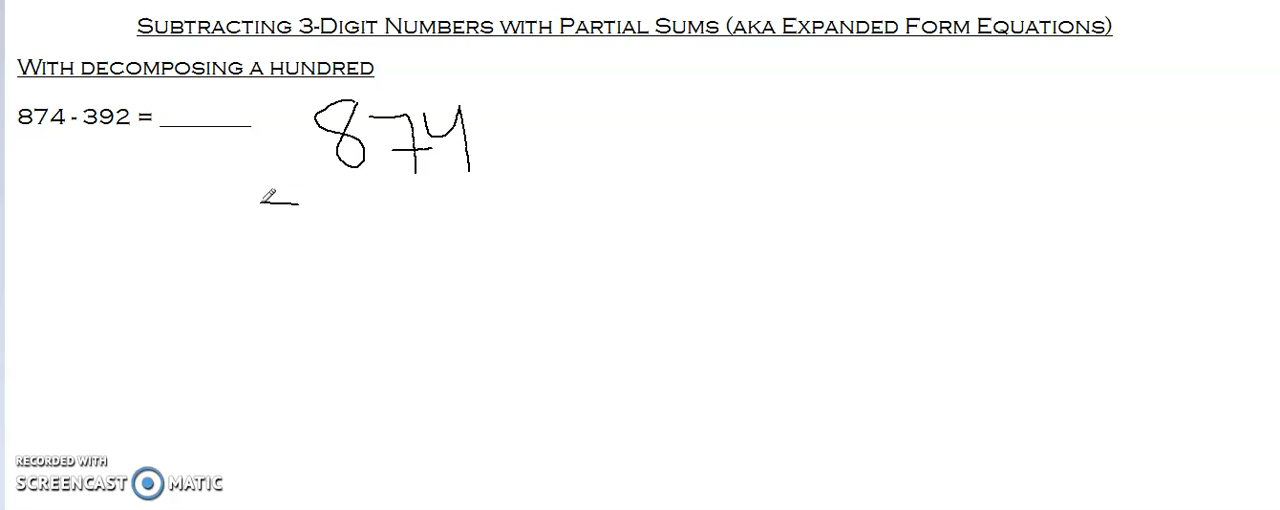 Subtracting 3-Digit Numbers with Partial Sums (aka Expanded Form Equations)
With decomposing a hundred
874 - 392 = _______
874
RECORDED WITH
SCREENCAST MATIC